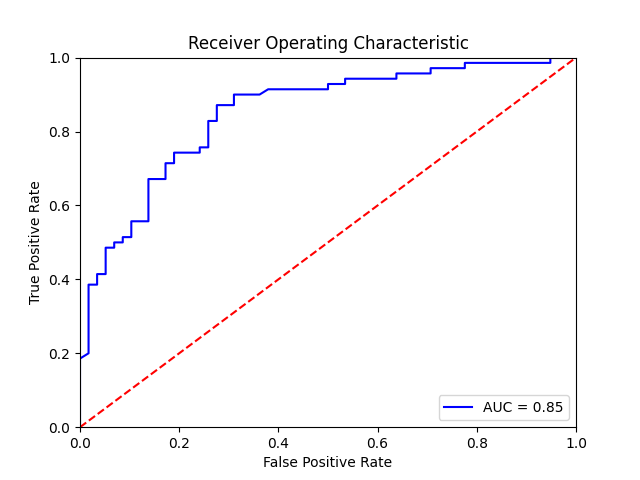 Receiver Operating Characteristic
True Positive Rate
1.0
0.8
0.6
0.4
0.2
0.0
AUC = 0.85
0.0 0.2 0.4 0.6 0.8 1.0
False Positive Rate